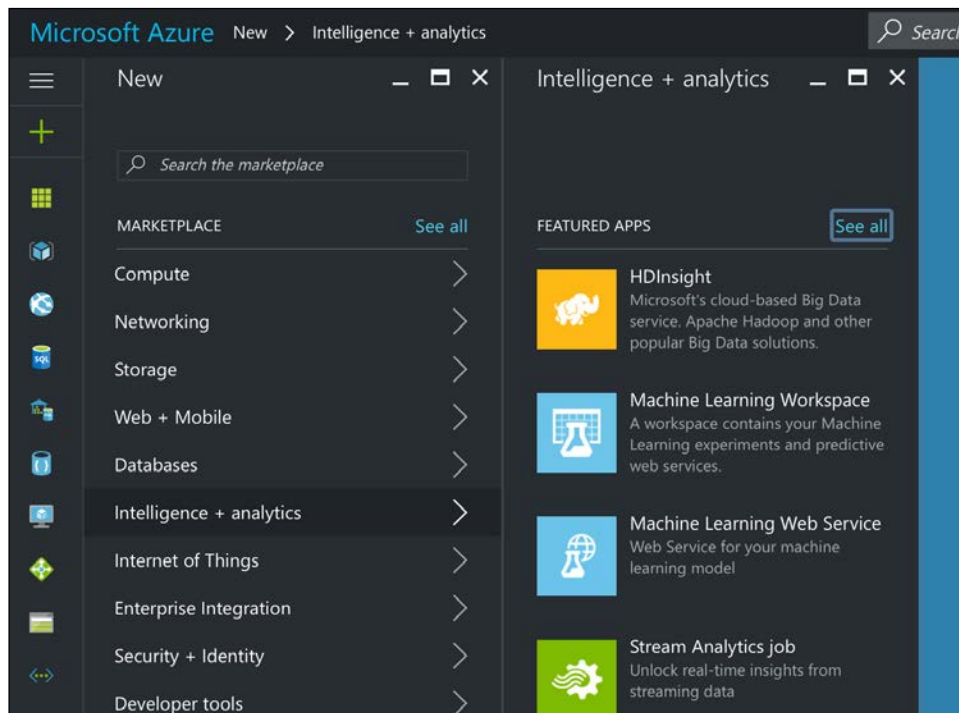 Microsoft Azure New > Intelligence + analytics
Search
New
Search the marketplace
MARKETPLACE See all
Compute
Networking
Storage
Web + Mobile
Databases
Intelligence + analytics
Internet of Things
Enterprise Integration
Security + Identity
Developer tools
Intelligence + analytics
FEATURED APPS See all
HDInsight
Microsoft's cloud-based Big Data
service. Apache Hadoop and other
popular Big Data solutions.
Machine Learning Workspace
A workspace contains your Machine
Learning experiments and predictive
web services.
Machine Learning Web Service
Web Service for your machine
learning model
Stream Analytics job
Unlock real-time insights from
streaming data
SQL